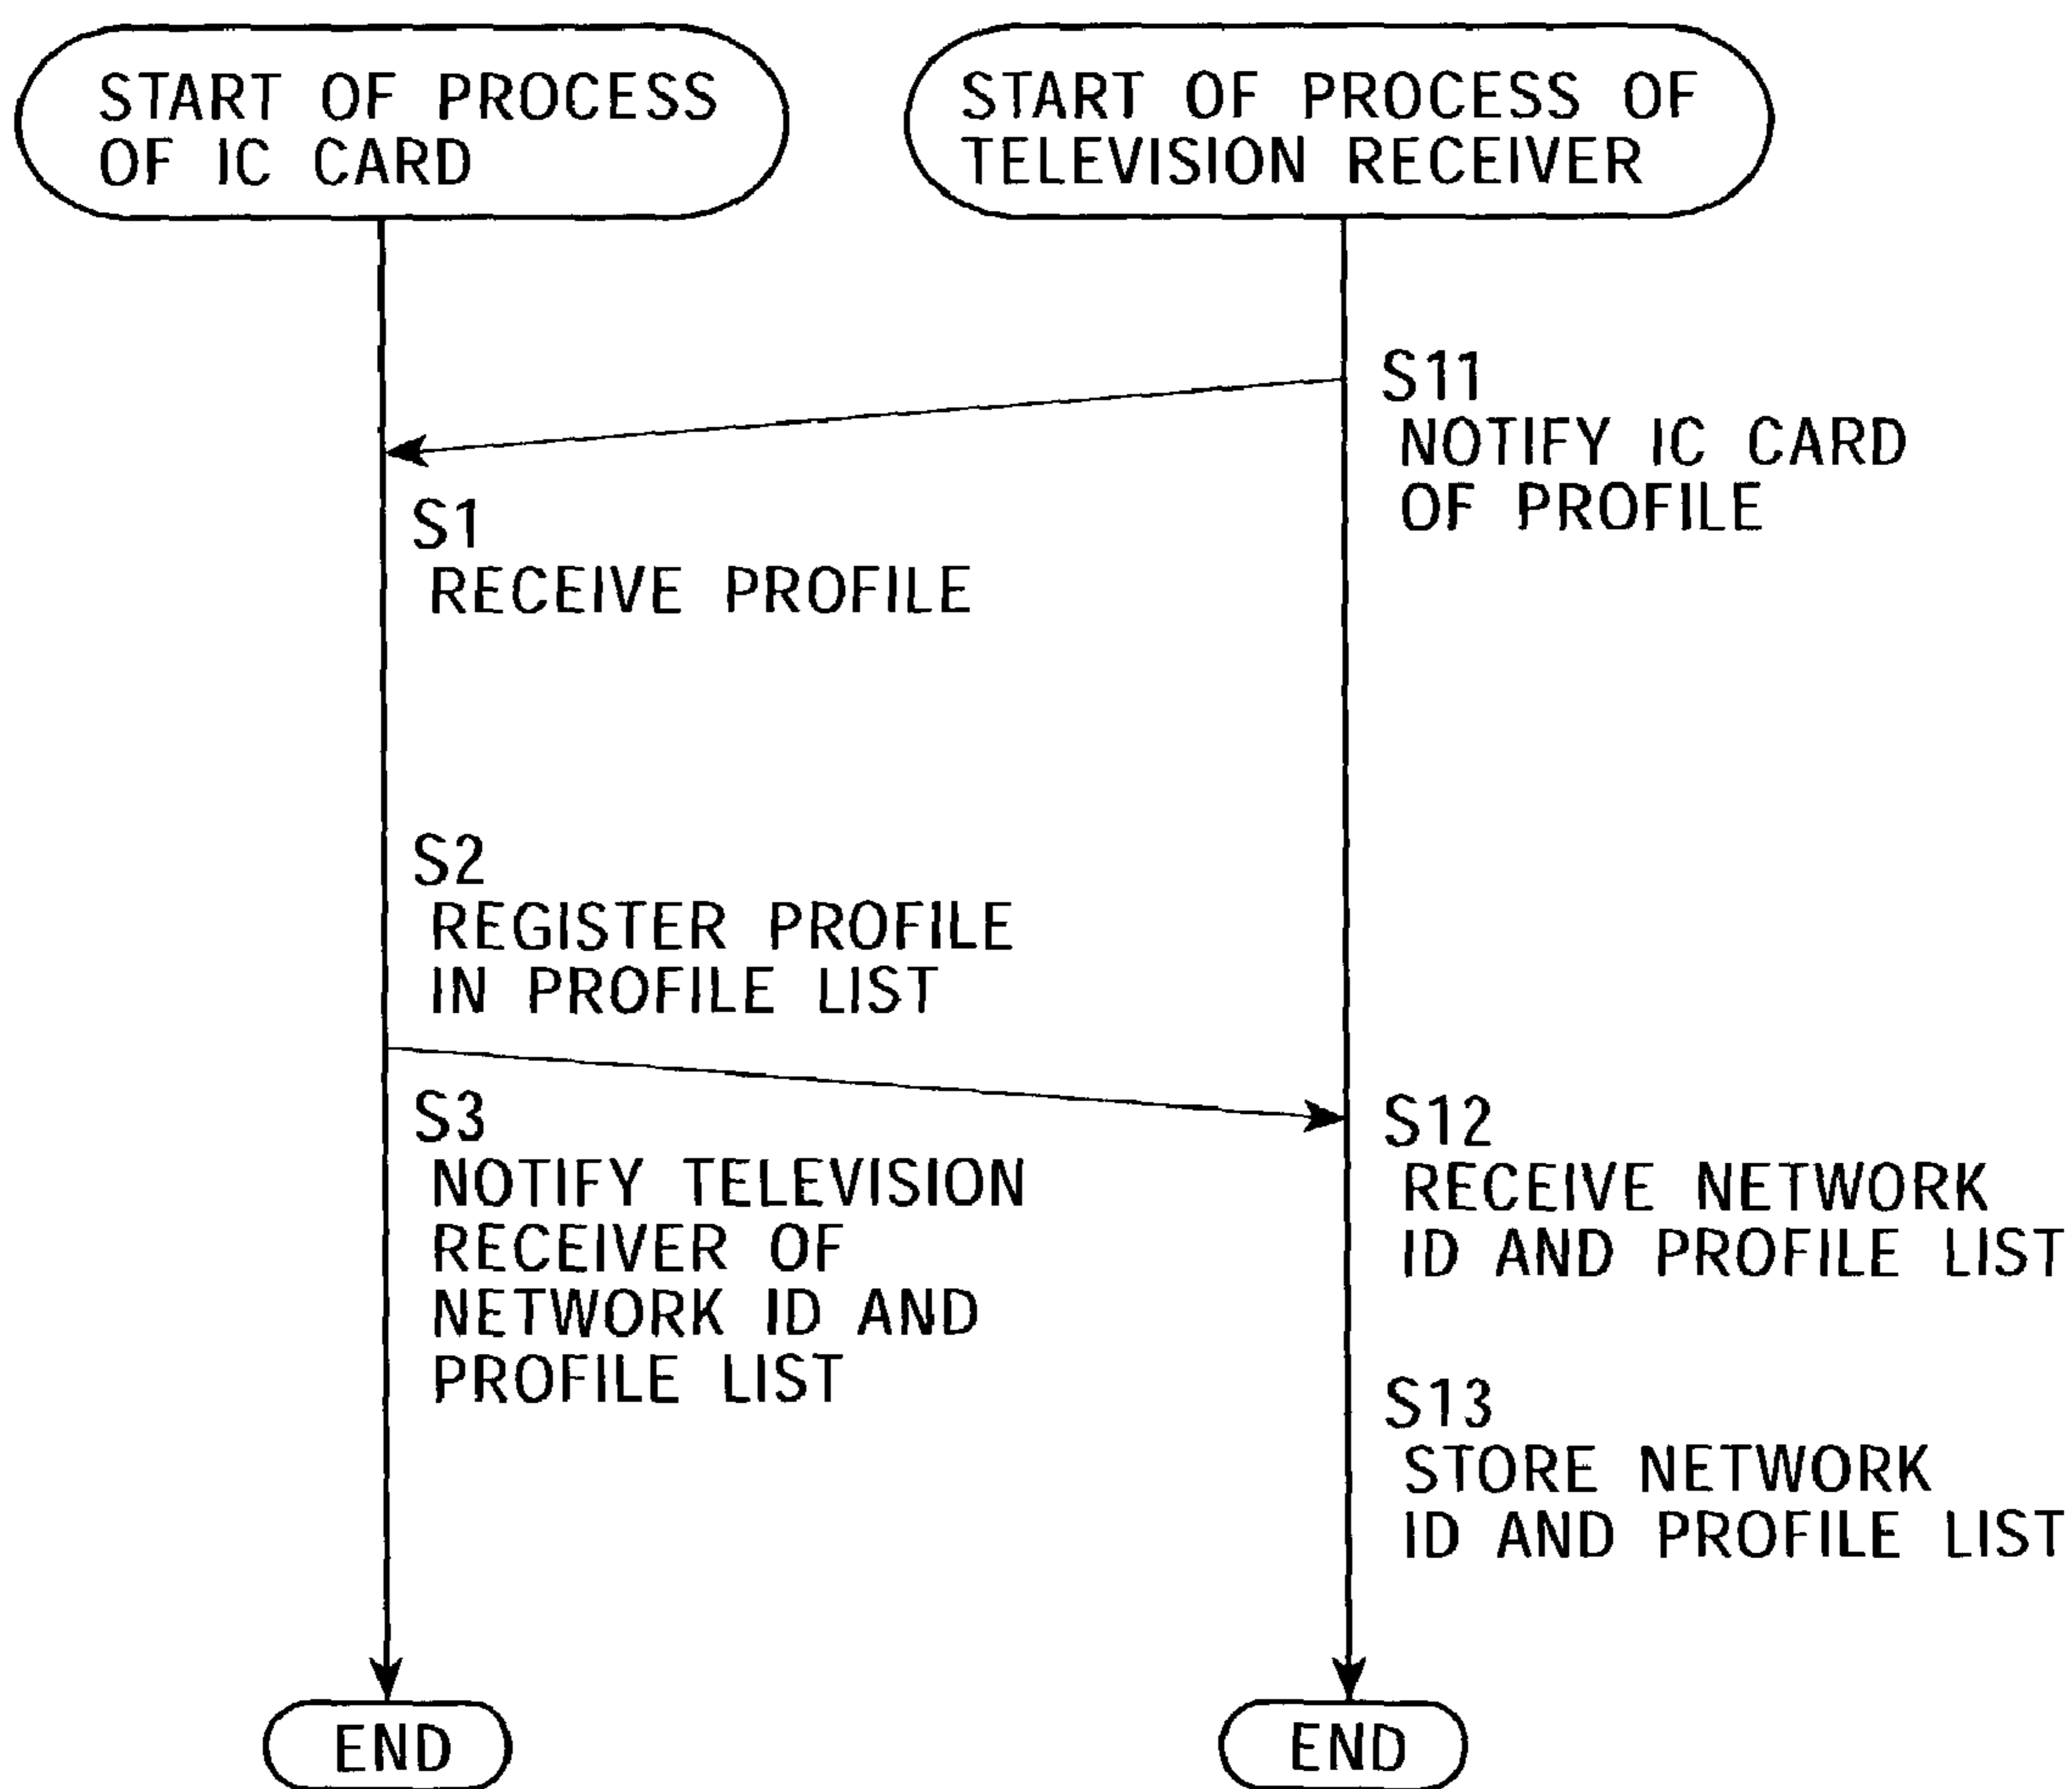 START OF PROCESS
OF IC CARD
START OF PROCESS OF
TELEVISION RECEIVER
S11
NOTIFY IC CARD
OF PROFILE
S1
RECEIVE PROFILE
S2
REGISTER PROFILE
IN PROFILE LIST
S3
NOTIFY TELEVISION
RECEIVER OF
NETWORK ID AND
PROFILE LIST
S12
RECEIVE NETWORK
ID AND PROFILE LIST
S13
STORE NETWORK
ID AND PROFILE LIST
END
END